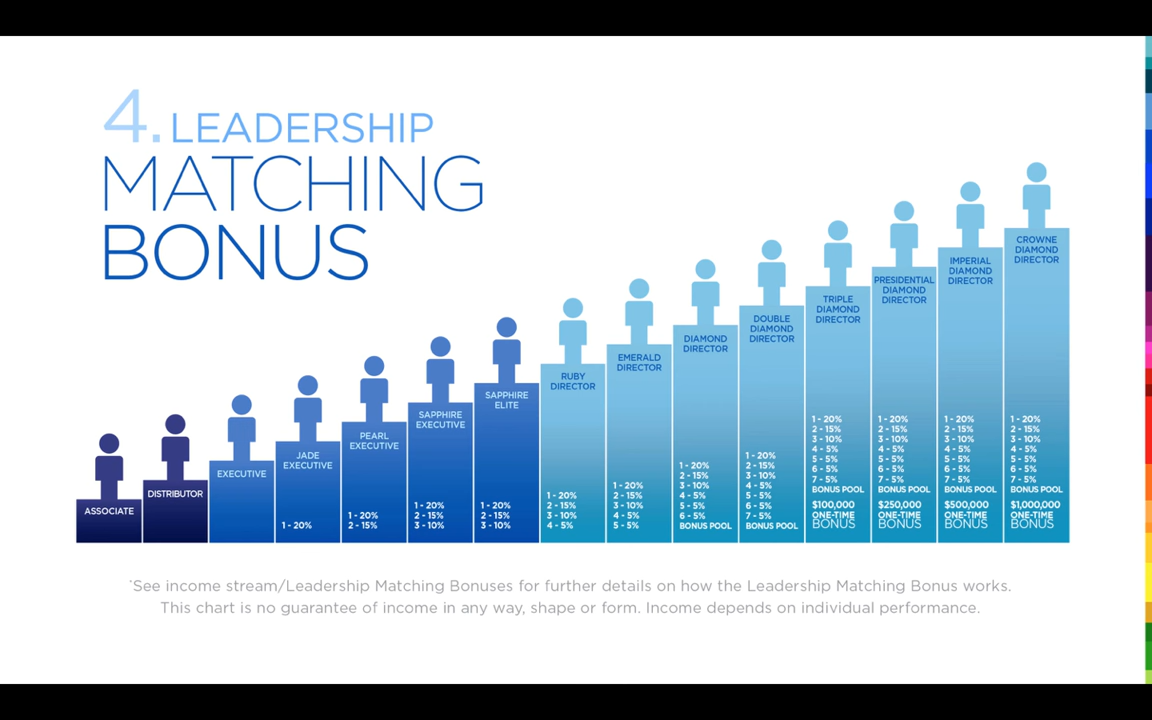 4. LEADERSHIP
MATCHING
BONUS
ASSOCIATE
DISTRIBUTOR
EXECUTIVE
JADE
EXECUTIVE
1 - 20%
PEARL
EXECUTIVE
1 - 20%
2 - 15%
SAPPHIRE
EXECUTIVE
1 - 20%
2 - 15%
3 - 10%
SAPPHIRE
ELITE
1 - 20%
2 - 15%
3 - 10%
RUBY
DIRECTOR
1 - 20%
2 - 15%
3 - 10%
4 - 5%
EMERALD
DIRECTOR
1 - 20%
2 - 15%
3 - 10%
4 - 5%
5 - 5%
DIAMOND
DIRECTOR
1 - 20%
2 - 15%
3 - 10%
4 - 5%
5 - 5%
6 - 5%
BONUS POOL
DOUBLE
DIAMOND
DIRECTOR
1 - 20%
2 - 15%
3 - 10%
4 - 5%
5 - 5%
6 - 5%
7 - 5%
BONUS POOL
TRIPLE
DIAMOND
DIRECTOR
1 - 20%
2 - 15%
3 - 10%
4 - 5%
5 - 5%
6 - 5%
7 - 5%
BONUS POOL
$100,000
ONE-TIME
BONUS
PRESIDENTIAL
DIAMOND
DIRECTOR
1 - 20%
2 - 15%
3 - 10%
4 - 5%
5 - 5%
6 - 5%
7 - 5%
BONUS POOL
$250,000
ONE-TIME
BONUS
IMPERIAL
DIAMOND
DIRECTOR
1 - 20%
2 - 15%
3 - 10%
4 - 5%
5 - 5%
6 - 5%
7 - 5%
BONUS POOL
$500,000
ONE-TIME
BONUS
CROWNE
DIAMOND
DIRECTOR
1 - 20%
2 - 15%
3 - 10%
4 - 5%
5 - 5%
6 - 5%
7 - 5%
BONUS POOL
$1,000,000
ONE-TIME
BONUS
*See income stream/Leadership Matching Bonuses for further details on how the Leadership Matching Bonus works.
This chart is no guarantee of income in any way, shape or form. Income depends on individual performance.